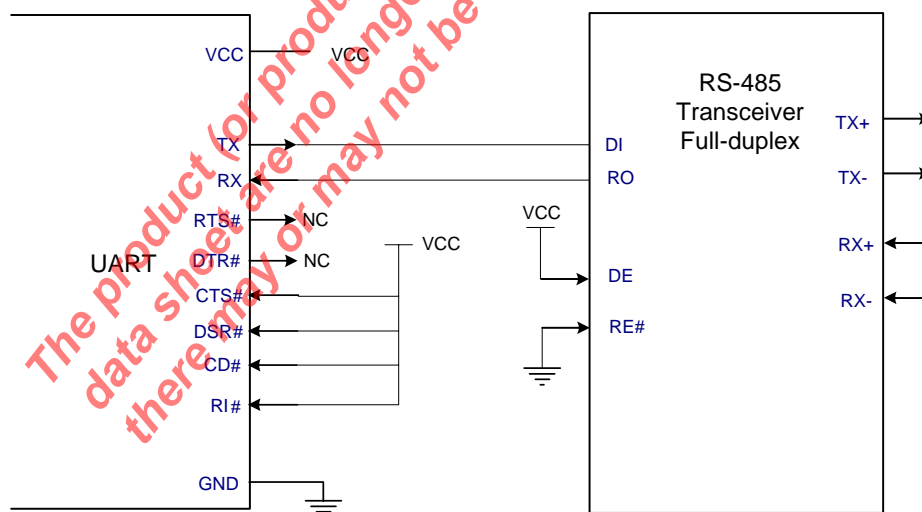 VCC
VCC
TX
RX
RTS#
NC
DTR#
NC
UART
CTS#
DSR#
CD#
RI#
GND
VCC
VCC
RS-485
Transceiver
Full-duplex
DI
RO
DE
RE#
TX+
TX-
RX+
RX-
The product (or produc
data sheet are no longe
there may or may not be